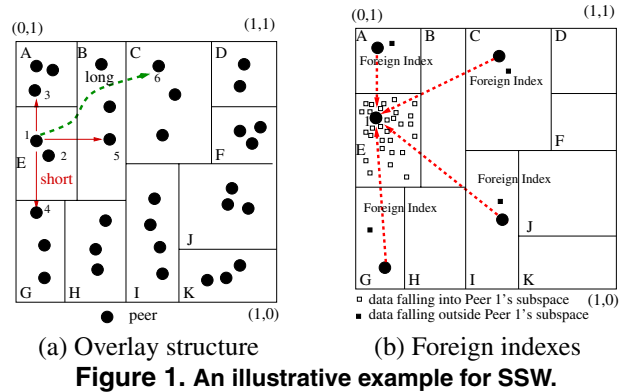 (0,1)
(1,1)
A
B
C
D
long
6
3
1
2
5
E
F
short
4
J
G
H
I
K
(1,0)
peer
(a) Overlay structure
(0,1)
(1,1)
A
B
C
D
Foreign Index
Foreign Index
1
E
F
Foreign Index
Foreign Index
J
G
H
I
K
data falling into Peer 1's subspace
(1,0)
data falling outside Peer 1's subspace
(b) Foreign indexes
Figure 1. An illustrative example for SSW.